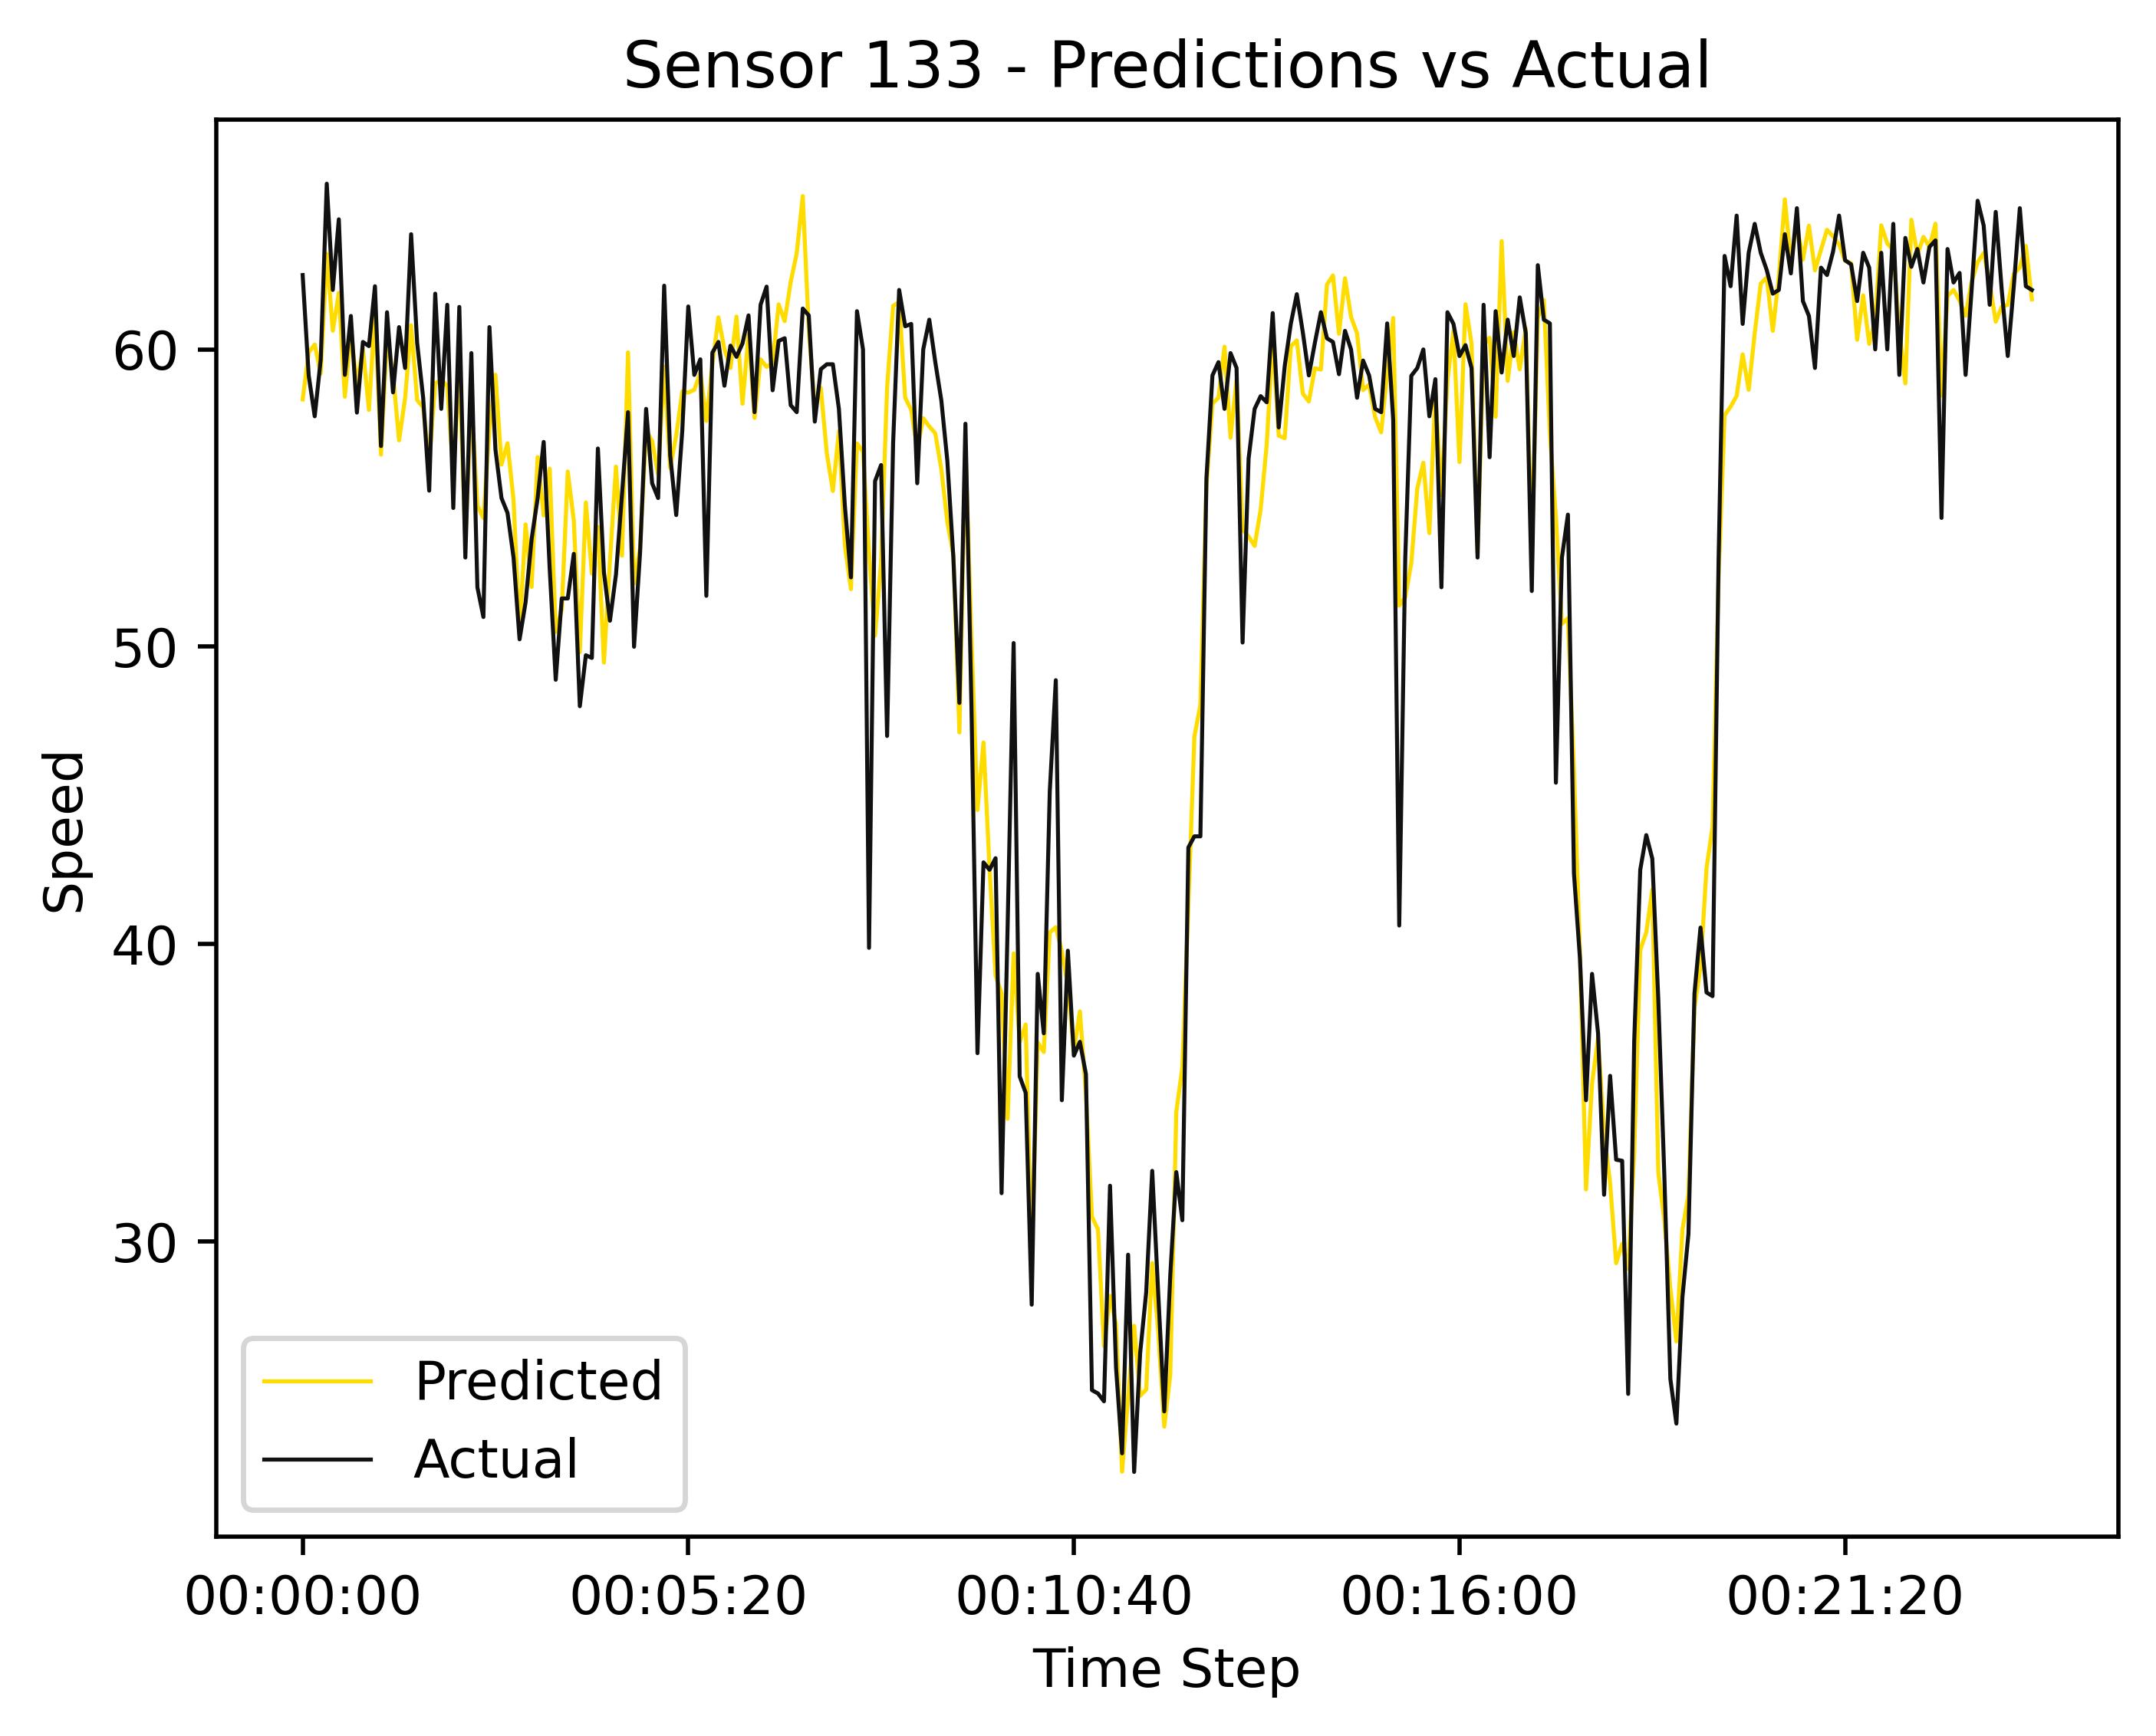 Sensor 133 - Predictions vs Actual
60
50
40
30
Speed
Predicted
Actual
00:00:00 00:05:20 00:10:40 00:16:00 00:21:20
Time Step